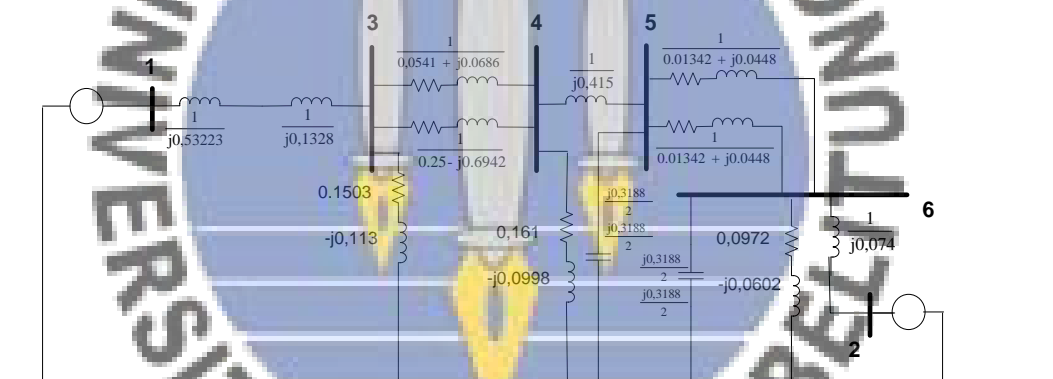 3
4
5
1
1
0,0541 + j0.0686
1
j0,415
1
0.01342 + j0.0448
1
j0,53223
1
j0,1328
1
0.25- j0.6942
1
0.01342 + j0.0448
0.1503
-j0,113
0,161
-j0,0998
j0,3188
2
j0,3188
2
j0,3188
2
j0,3188
2
0,0972
-j0,0602
6
1
j0,074
2